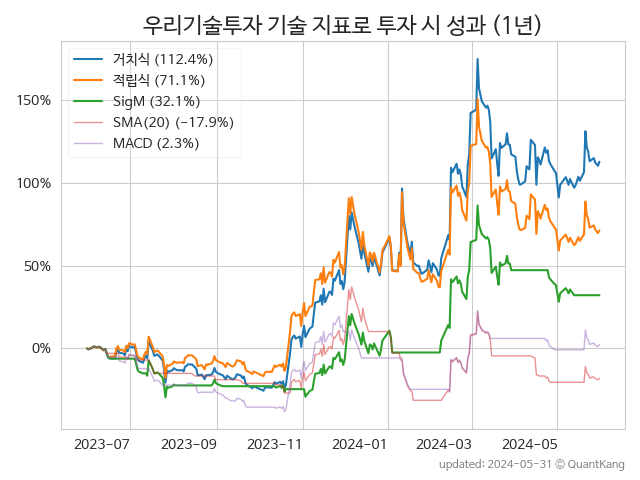 우리기술투자 기술 지표로 투자 시 성과 (1년)
거치식 (112.4%)
적립식 (71.1%)
SigM (32.1%)
SMA(20) (−17.9%)
MACD (2.3%)
150%
100%
50%
0%
2023-07 2023-09 2023-11 2024-01 2024-03 2024-05
updated: 2024-05-31 © QuantKang